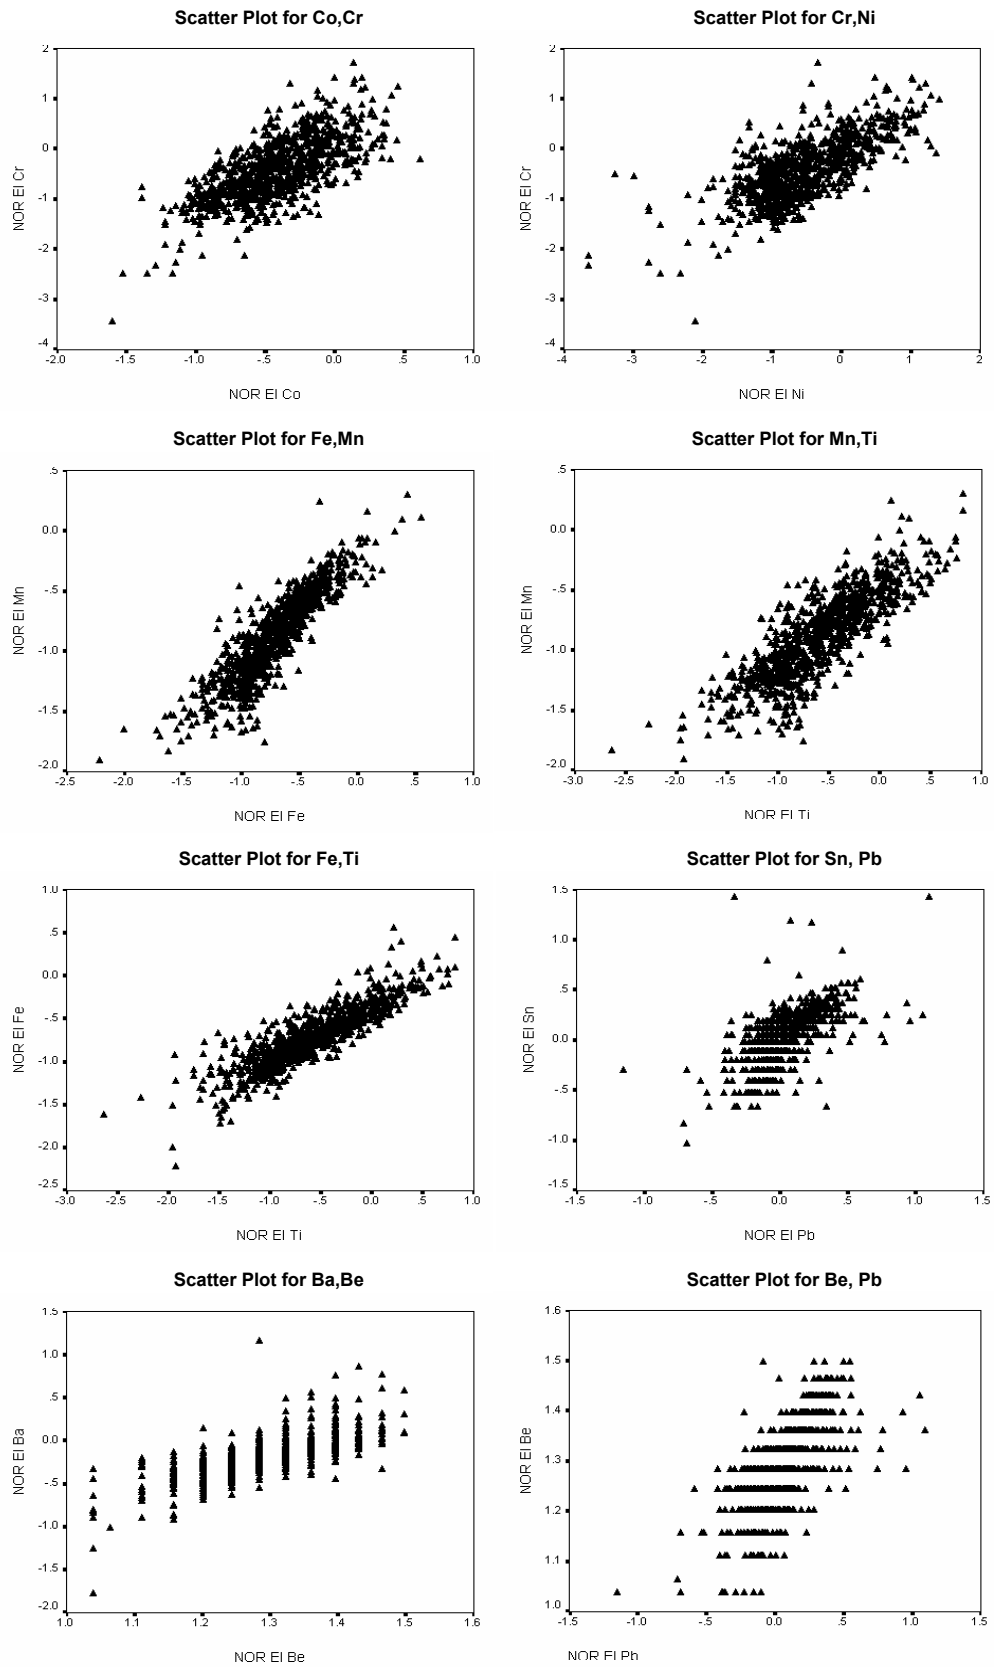 Scatter Plot for Co,Cr
2
1
0
-1
-2
-3
-4
NOR El Cr
-2.0 -1.5 -1.0 -.5 0.0 .5 1.0
NOR El Co
Scatter Plot for Cr,Ni
2
1
0
-1
-2
-3
-4
NOR El Cr
-4 -3 -2 -1 0 1 2
NOR El Ni
Scatter Plot for Fe,Mn
.5
0.0
-.5
-1.0
-1.5
-2.0
NOR El Mn
-2.5 -2.0 -1.5 -1.0 -.5 0.0 .5 1.0
NOR El Fe
Scatter Plot for Mn,Ti
.5
0.0
-.5
-1.0
-1.5
-2.0
NOR El Mn
-3.0 -2.5 -2.0 -1.5 -1.0 -.5 0.0 .5 1.0
NOR El Ti
Scatter Plot for Fe,Ti
1.0
.5
0.0
-.5
-1.0
-1.5
-2.0
-2.5
NOR El Fe
-3.0 -2.5 -2.0 -1.5 -1.0 -.5 0.0 .5 1.0
NOR El Ti
Scatter Plot for Sn, Pb
1.5
1.0
.5
0.0
-.5
-1.0
-1.5
NOR El Sn
-1.5 -1.0 -.5 0.0 .5 1.0 1.5
NOR El Pb
Scatter Plot for Ba,Be
1.5
1.0
.5
0.0
-.5
-1.0
-1.5
-2.0
NOR El Ba
1.0 1.1 1.2 1.3 1.4 1.5 1.6
NOR El Be
Scatter Plot for Be, Pb
1.6
1.5
1.4
1.3
1.2
1.1
1.0
NOR El Be
-1.5 -1.0 -.5 0.0 .5 1.0 1.5
NOR El Pb